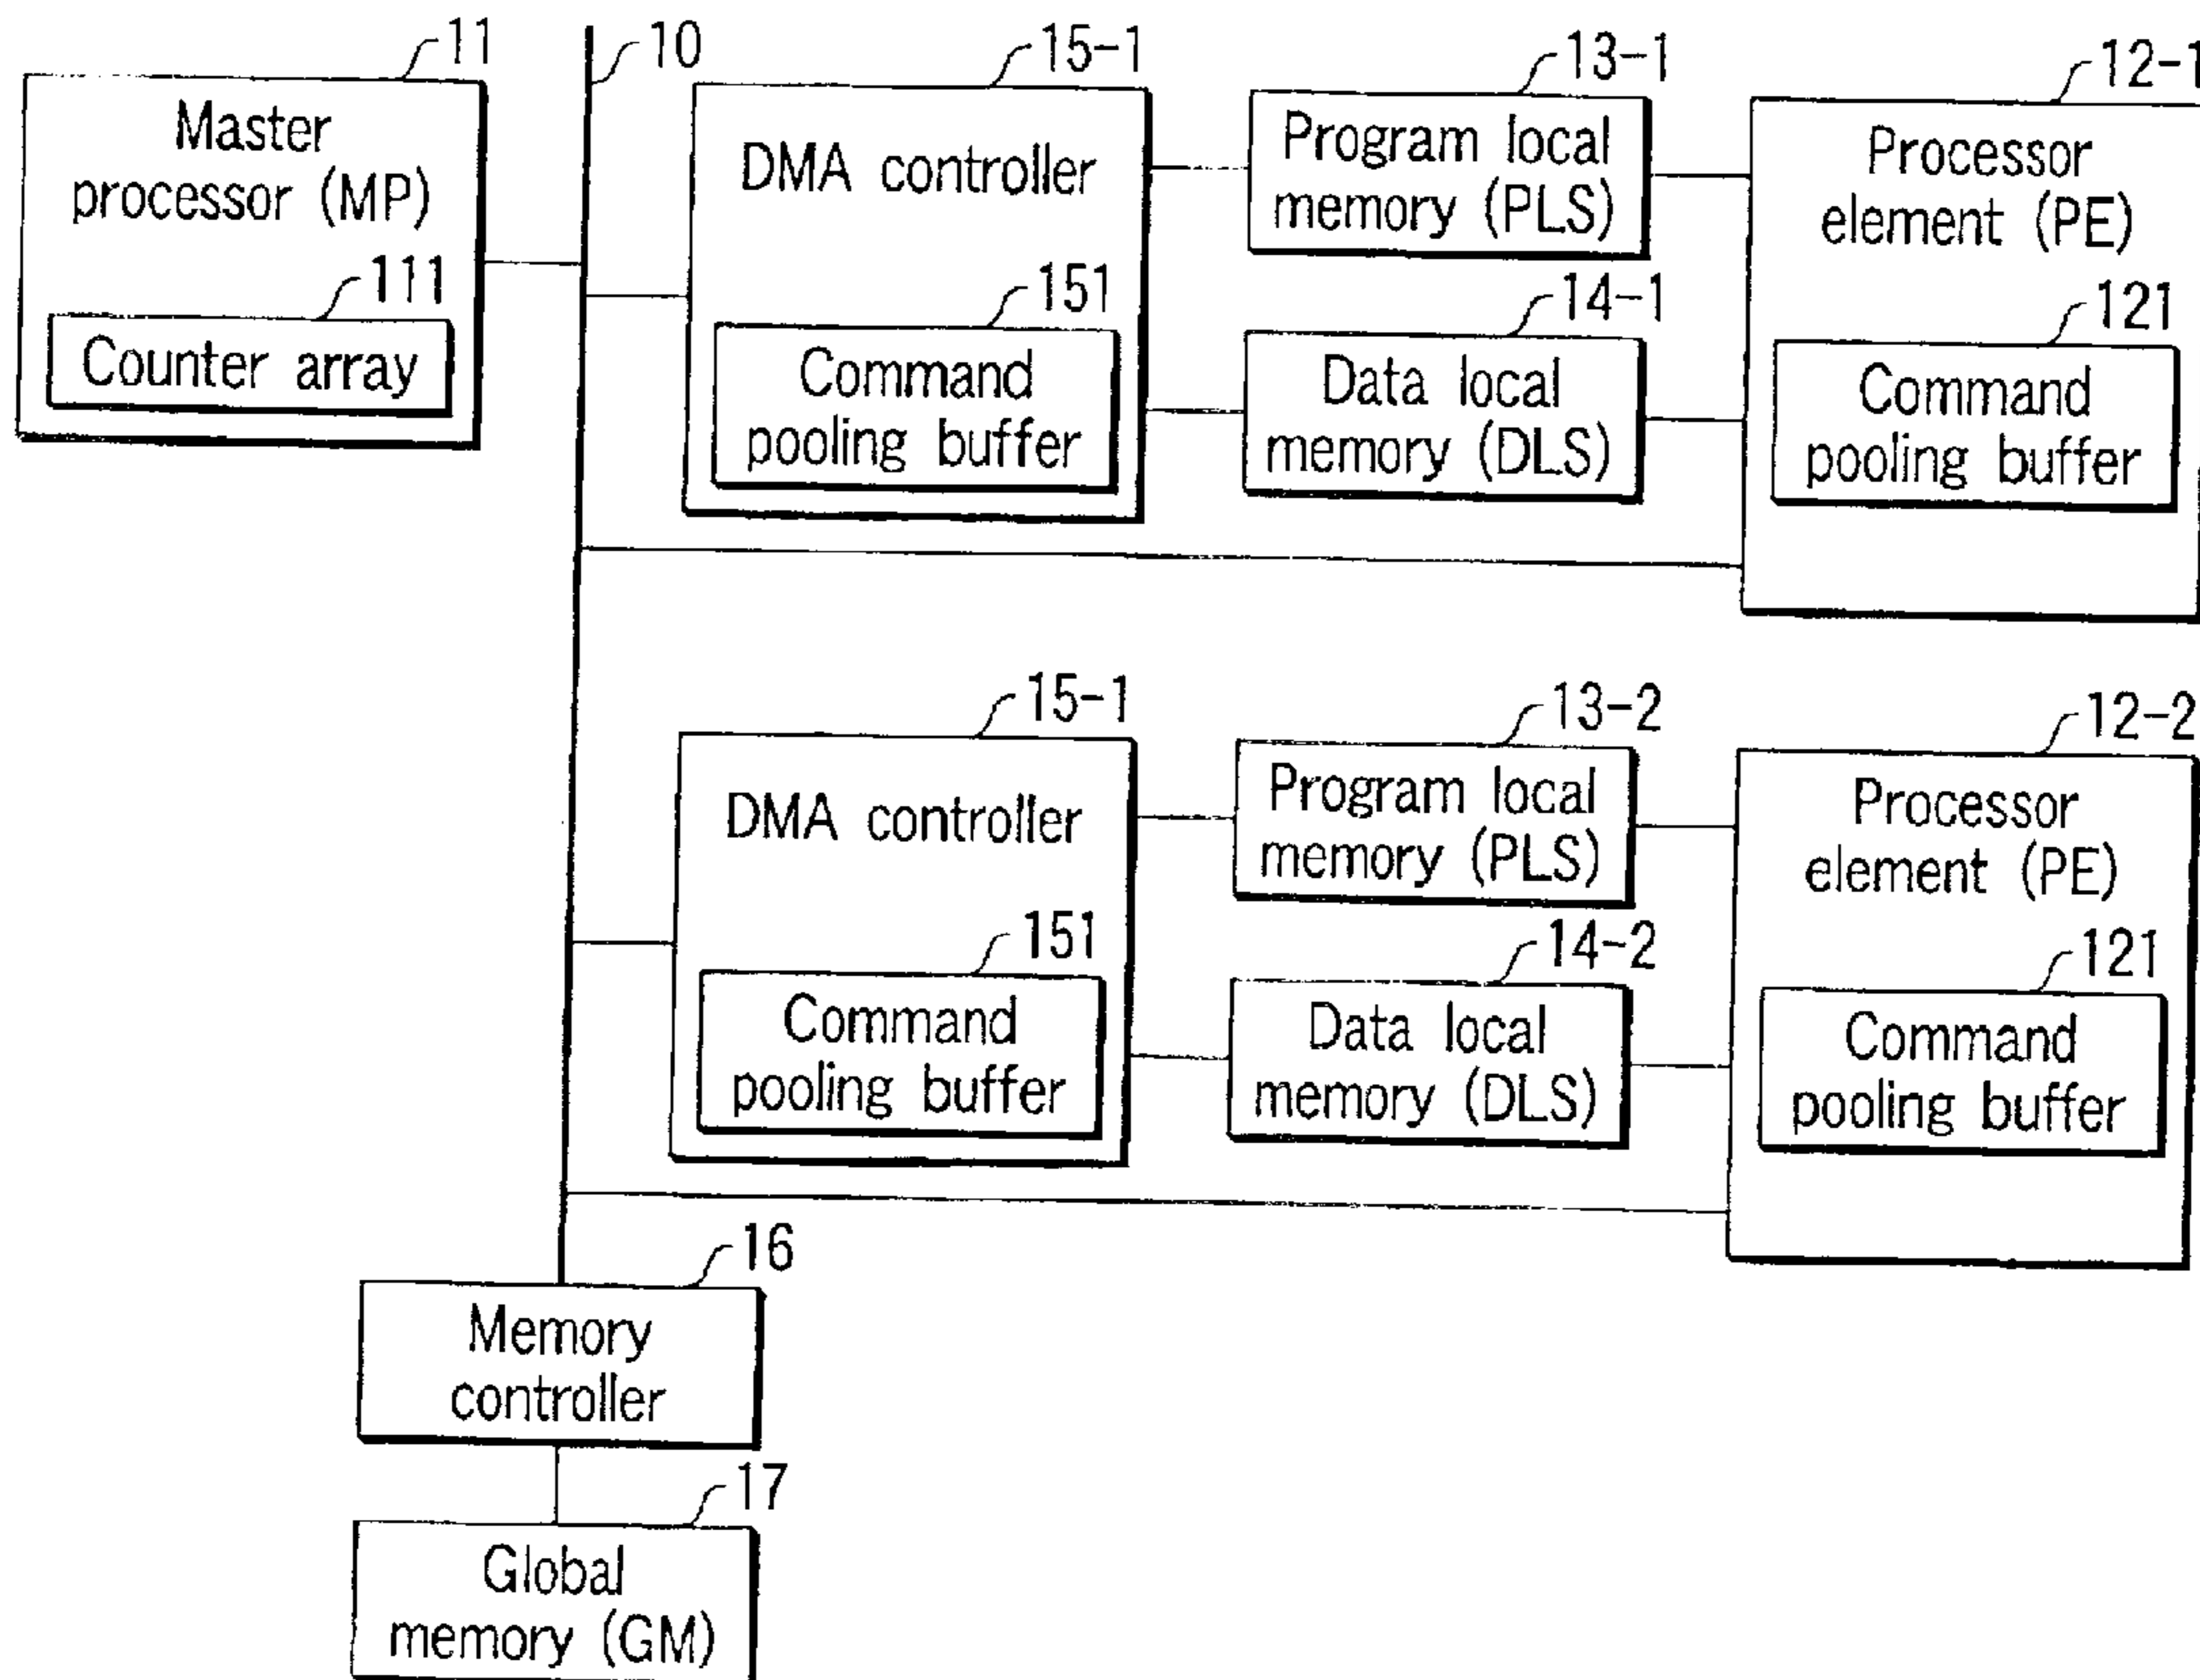 11
10
15-1
13-1
12-1
Master
processor (MP)
111
Counter array
DMA controller
151
Command
pooling buffer
Program local
memory (PLS)
14-1
Data local
memory (DLS)
Processor
element (PE)
121
Command
pooling buffer
15-1
13-2
12-2
DMA controller
151
Command
pooling buffer
Program local
memory (PLS)
14-2
Data local
memory (DLS)
Processor
element (PE)
121
Command
pooling buffer
16
Memory
controller
17
Global
memory (GM)